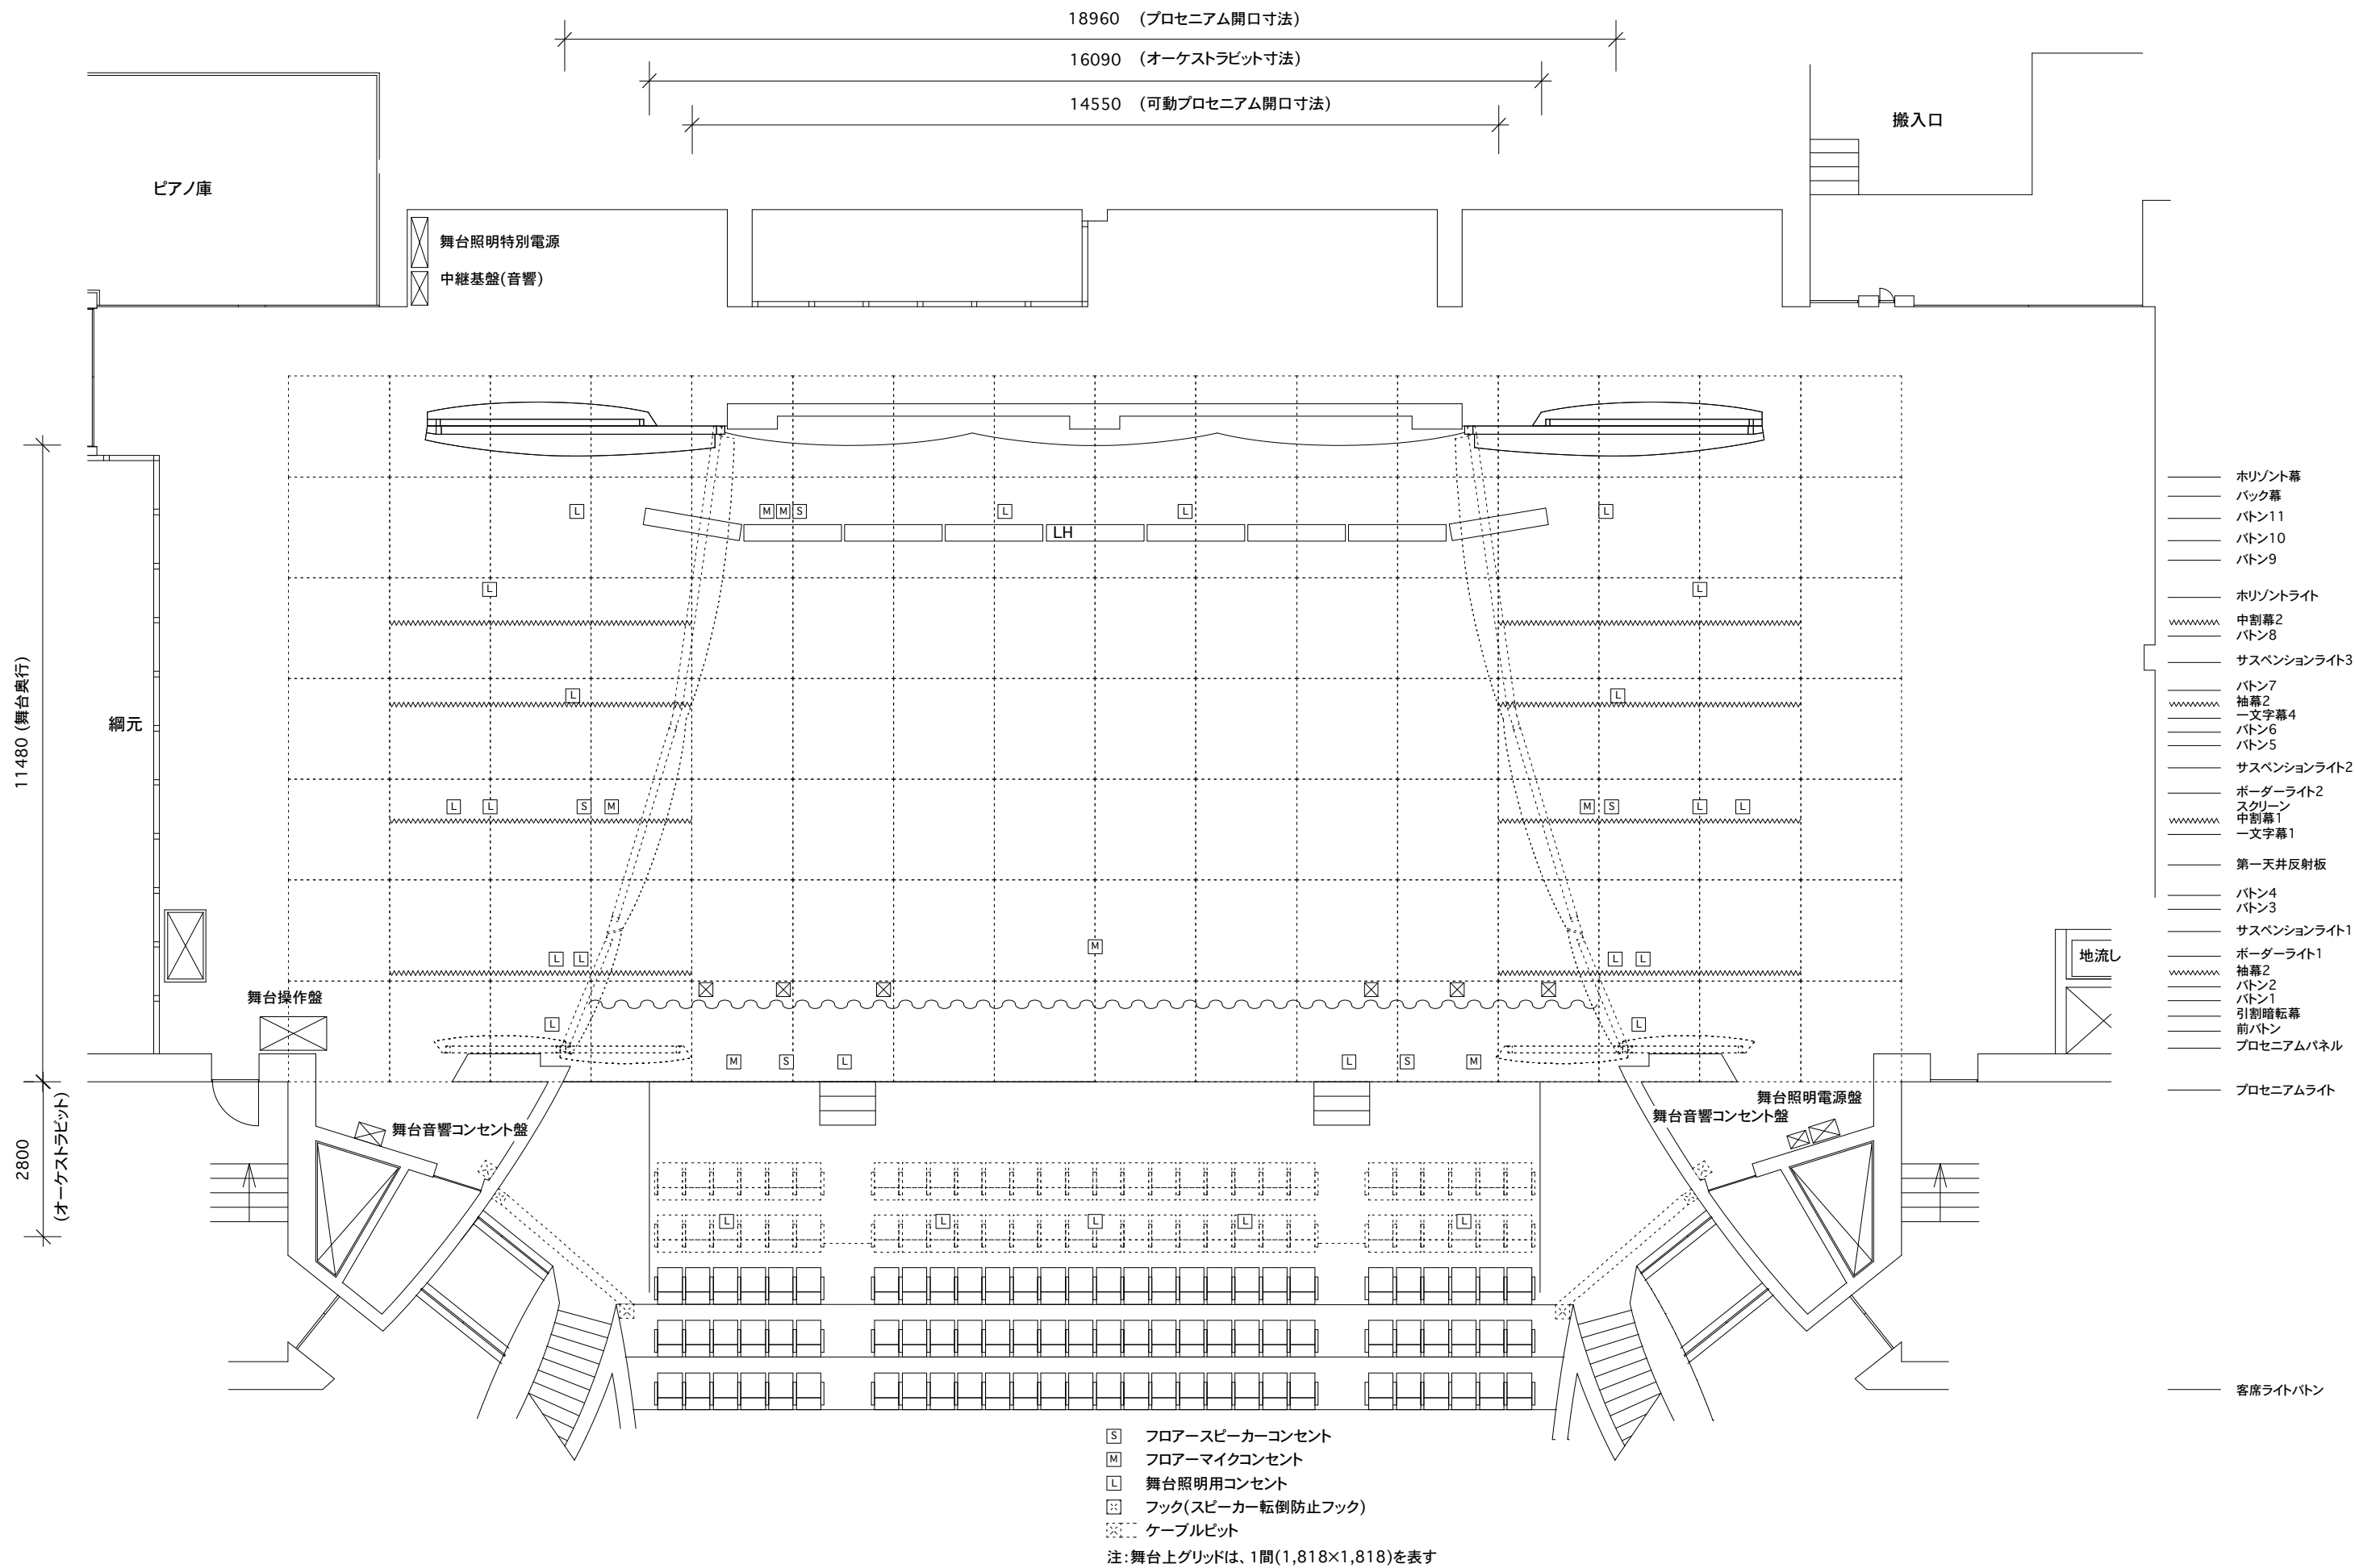 18960 (プロセニアム開口寸法)
16090 (オーケストラピット寸法)
14550 (可動プロセニアム開口寸法)
搬入口
ピアノ庫
舞台照明特別電源
中継基盤(音響)
L
M M S
L
L
L
LH
L
L
L
L
L L S M
M S L L
M
L L
L L
L
L
M S L
L S M
L
L
L
L
L
11480 (舞台奥行)
綱元
舞台操作盤
地流し
2800
(オーケストラピット)
舞台音響コンセント盤
舞台照明電源盤
舞台音響コンセント盤
ホリゾント幕
バック幕
バトン11
バトン10
バトン9
ホリゾントライト
中割幕2
バトン8
サスペンションライト3
バトン7
袖幕2
一文字幕4
バトン6
バトン5
サスペンションライト2
ボーダーライト2
スクリーン
中割幕1
一文字幕1
第一天井反射板
バトン4
バトン3
サスペンションライト1
ボーダーライト1
袖幕2
バトン2
バトン1
引割暗転幕
前バトン
プロセニアムパネル
プロセニアムライト
客席ライトバトン
S フロアースピーカーコンセント
M フロアーマイクコンセント
L 舞台照明用コンセント
フック(スピーカー転倒防止フック)
ケーブルピット
注:舞台上グリッドは、1間(1,818×1,818)を表す